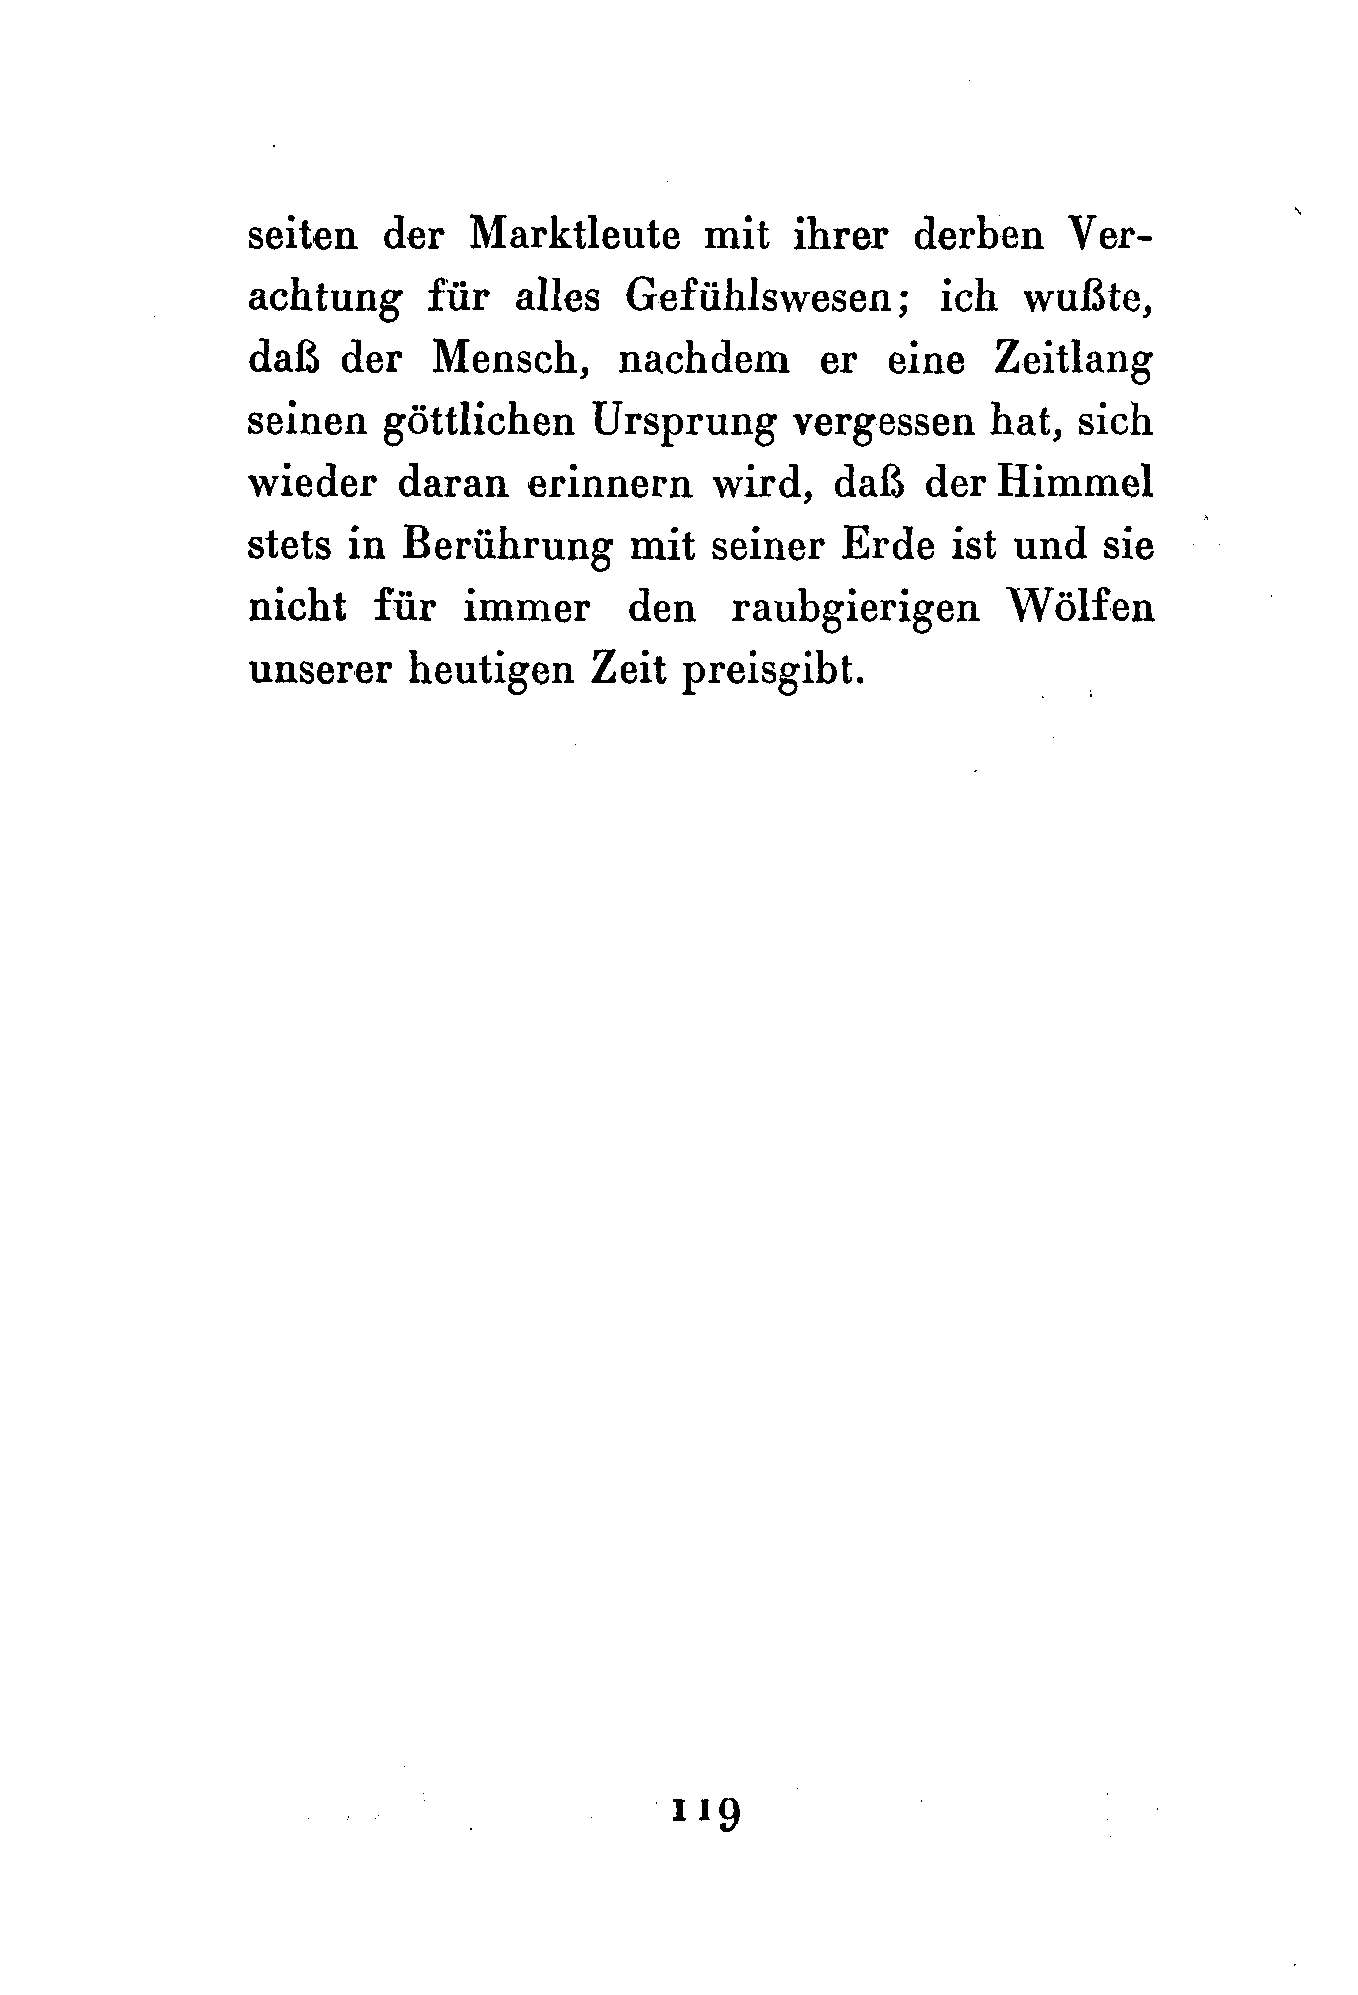 seiten der Marktleute mit ihrer derben Ver-
achtung für alles Gefühlswesen; ich wußte,
daß der Mensch, nachdem er eine Zeitlang
seinen göttlichen Ursprung vergessen hat, sich
wieder daran erinnern wird, daß der Himmel
stets in Berührung mit seiner Erde ist und sie
nicht für immer den raubgierigen Wölfen
unserer heutigen Zeit preisgibt.
119